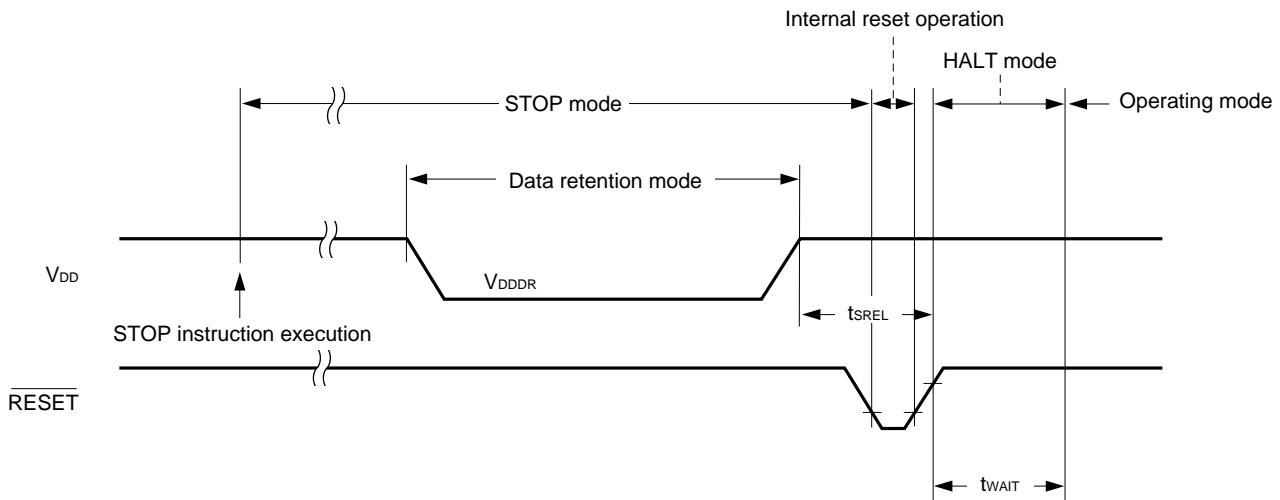 Internal reset operation
HALT mode
STOP mode
Operating mode
Data retention mode
VDD
VDDDR
tSREL
STOP instruction execution
RESET
tWAIT